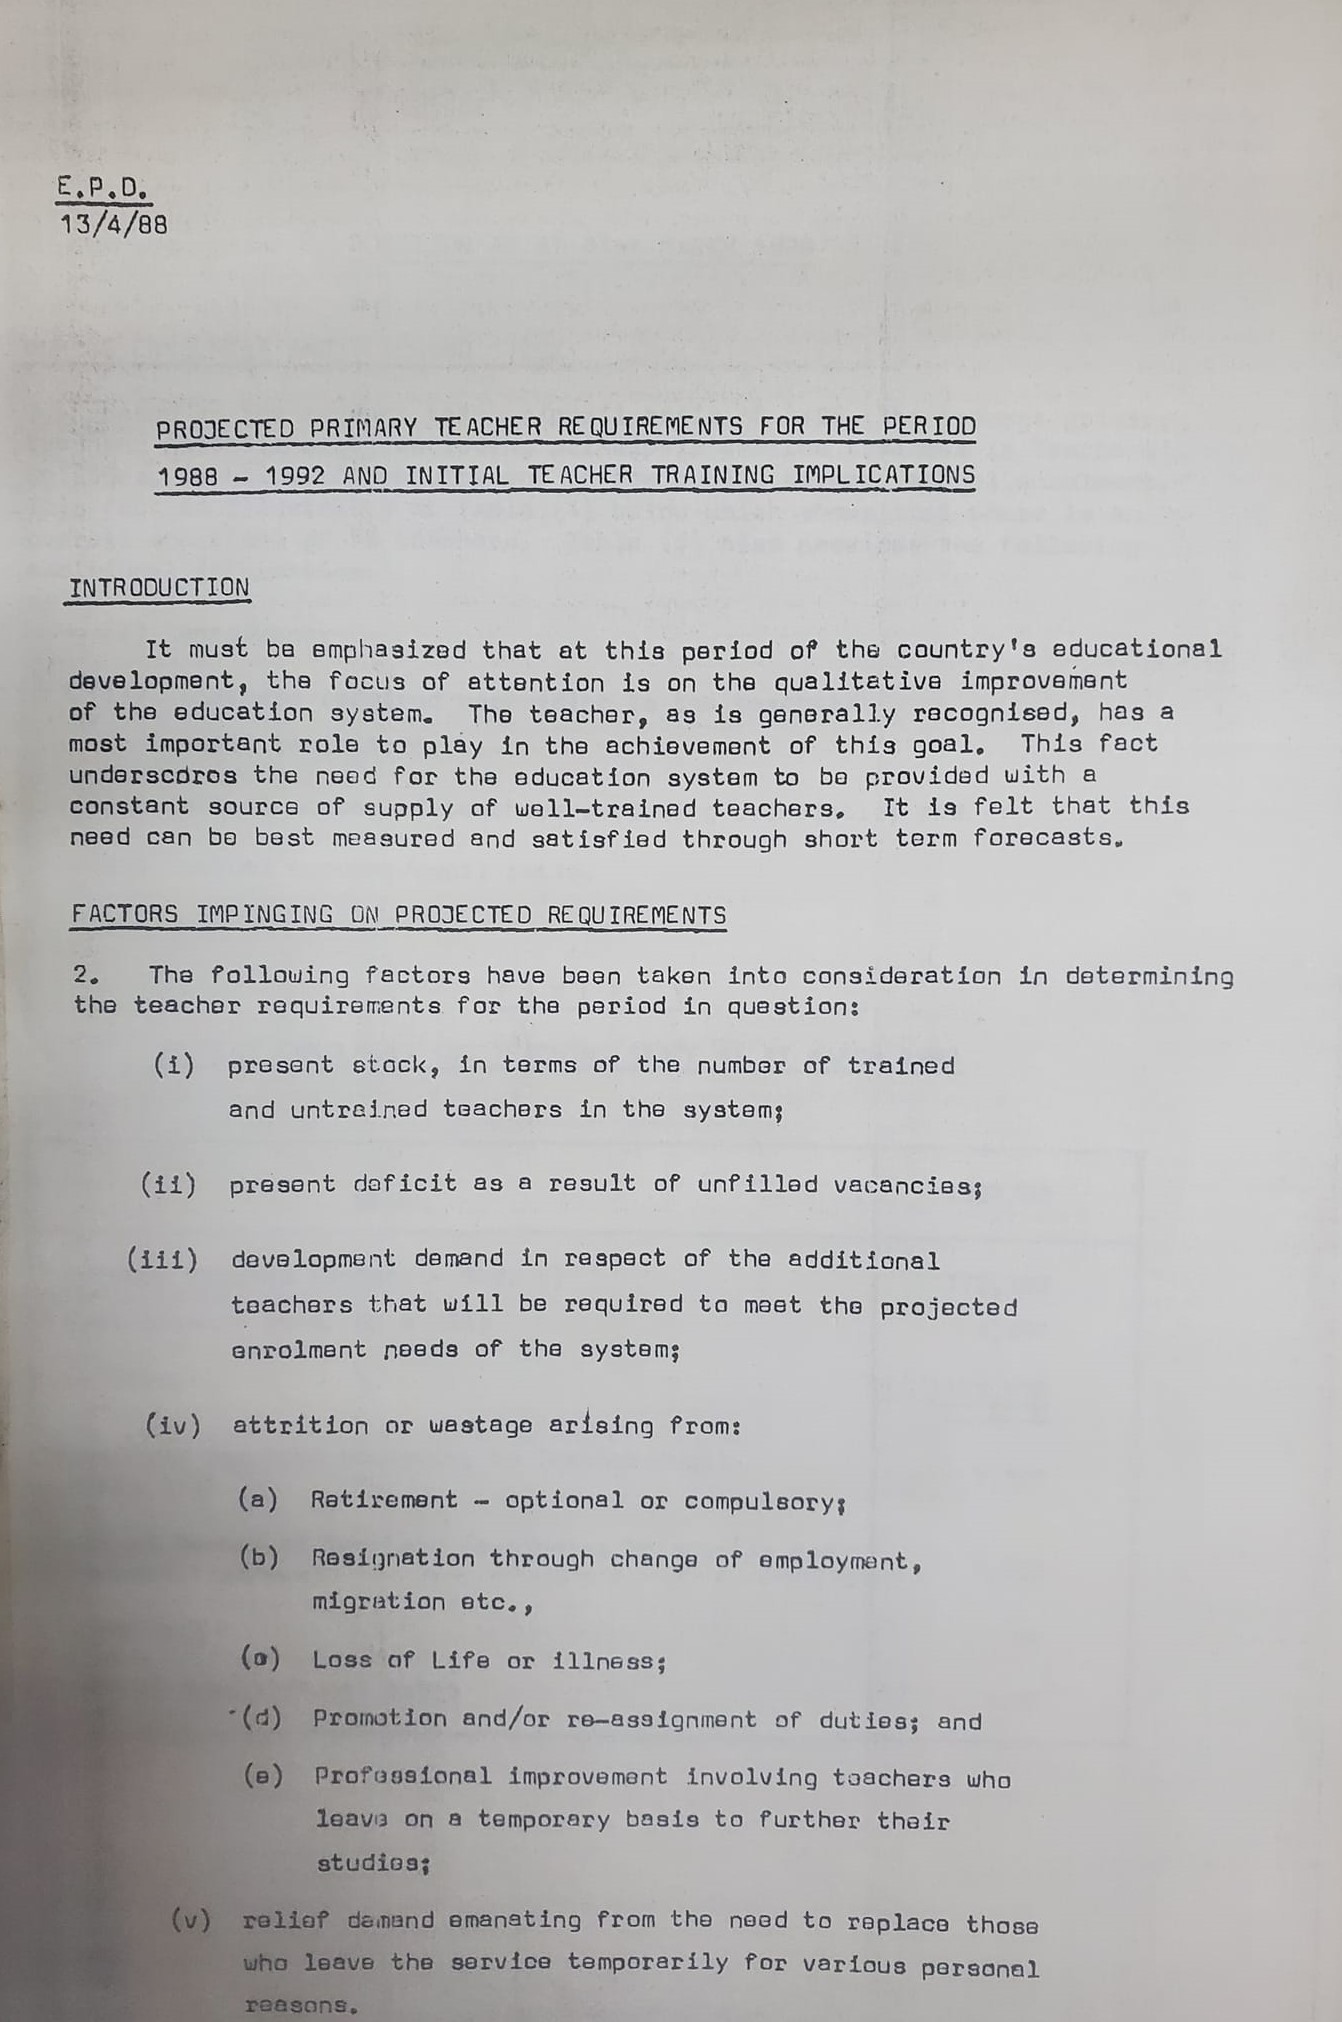 E.P.D.
13/4/88
PROJECTED PRIMARY TEACHER REQUIREMENTS FOR THE PERIOD
1988 - 1992 AND INITIAL TEACHER TRAINING IMPLICATIONS
INTRODUCTION
It must be emphasized that at this period of the country's educational
development, the focus of attention is on the qualitative improvement
of the education system. The teacher, as is generally recognised, has a
most important role to play in the achievement of this goal. This fact
underscores the need for the education system to be provided with a
constant source of supply of well-trained teachers. It is felt that this
need can be best measured and satisfied through short term forecasts.
FACTORS IMPINGING ON PROJECTED REQUIREMENTS
2. The following factors have been taken into consideration in determining
the teacher requirements for the period in question:
(i) present stock, in terms of the number of trained
and untrained teachers in the system;
(ii) present deficit as a result of unfilled vacancies;
(iii) development demand in respect of the additional
teachers that will be required to meet the projected
enrolment needs of the system;
(iv) attrition or wastage arising from:
(a) Retirement - optional or compulsory;
(b) Resignation through change of employment,
migration etc.,
(c) Loss of Life or illness;
(d) Promotion and/or re-assignment of duties; and
(e) Professional improvement involving teachers who
leave on a temporary basis to further their
studies;
(v) relief demand emanating from the need to replace those
who leave the service temporarily for various personal
reasons.